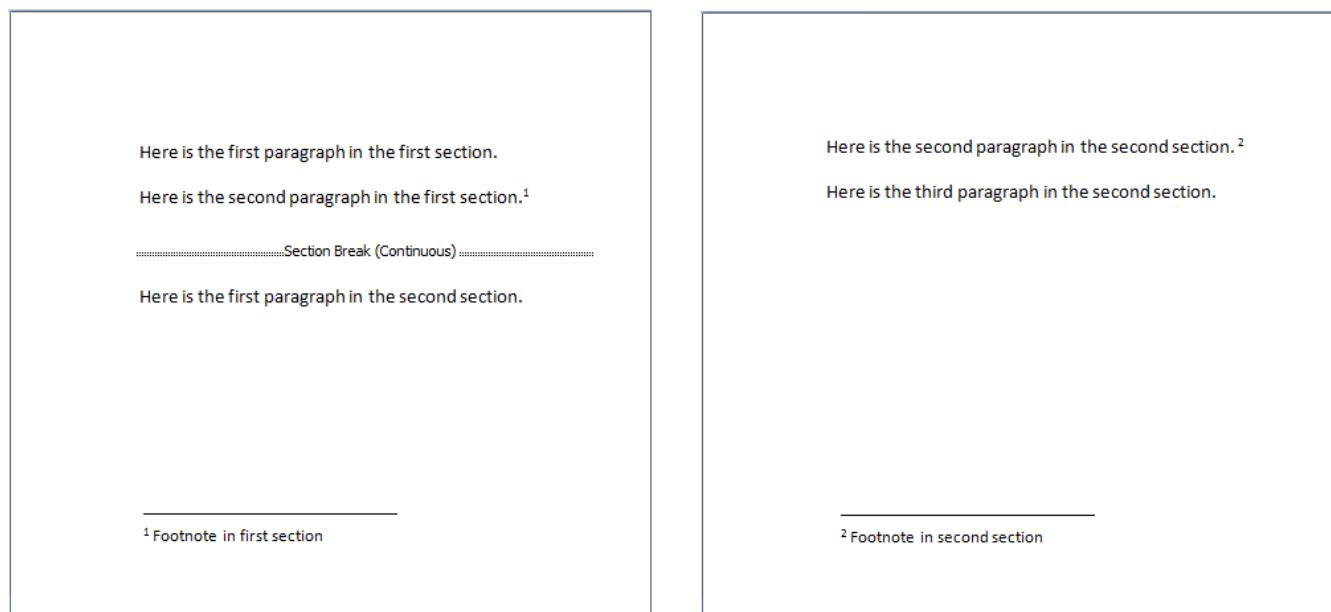 Here is the first paragraph in the first section.
Here is the second paragraph in the first section.¹
Section Break (Continuous)
Here is the first paragraph in the second section.
¹ Footnote in first section
Here is the second paragraph in the second section. ²
Here is the third paragraph in the second section.
² Footnote in second section